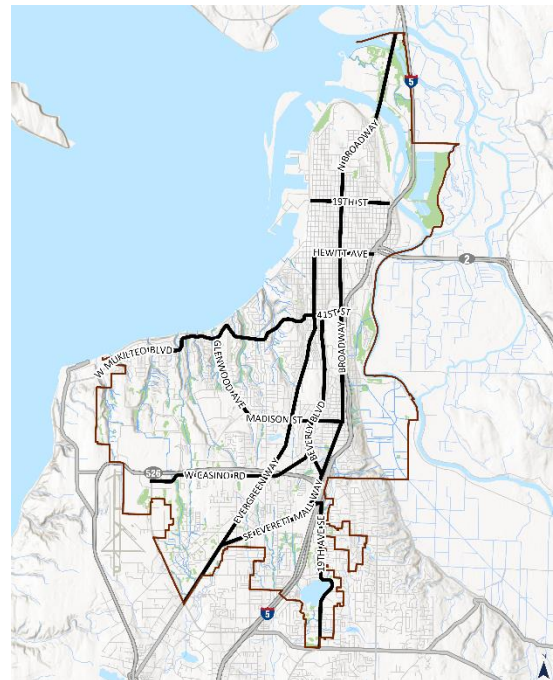 5
N BROADWAY
19TH ST
HEWITT AVE
2
41ST ST
W MUKILTEO BLVD
GLENWOOD AVE
BROADWAY
MADISON ST
BEVERLY BLVD
526
W CASINO RD
EVERGREEN WAY
SE EVERETT MALL WAY
19TH AVE SE
5